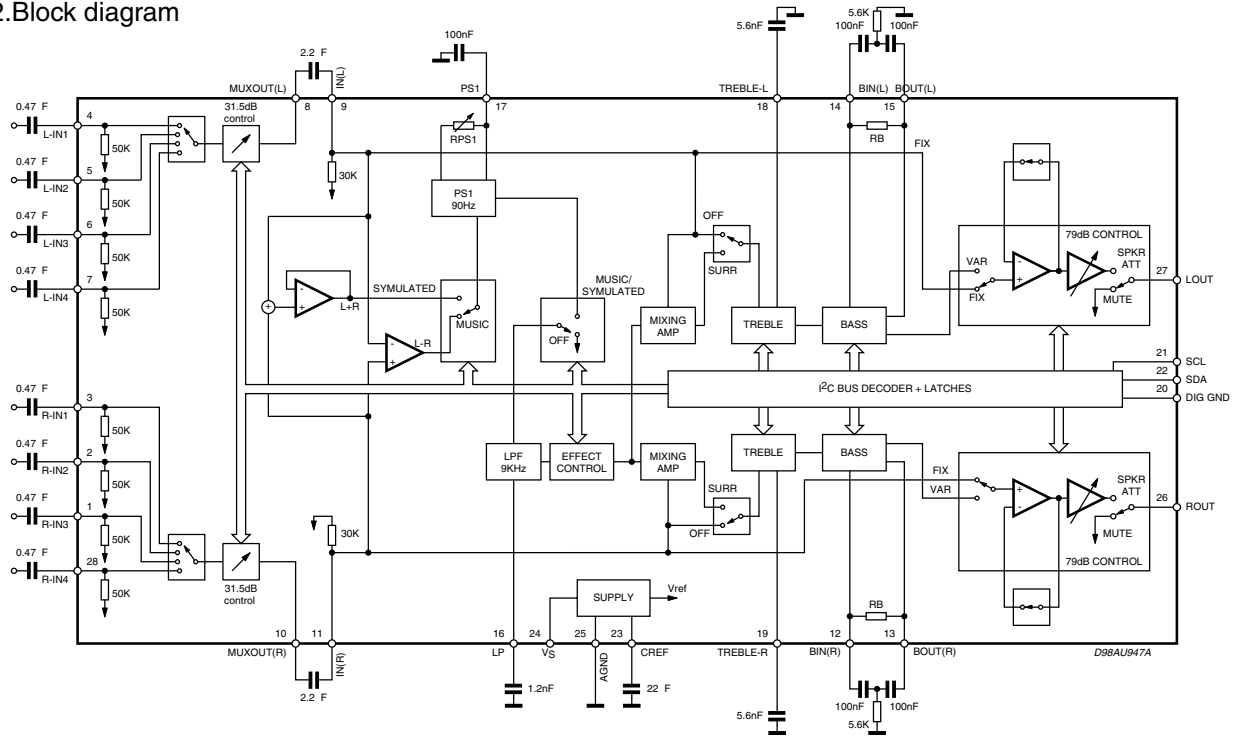 2.Block diagram
5.6nF
5.6K
100nF
100nF
100nF
2.2 F
MUXOUT(L)
IN(L)
PS1
TREBLE-L
BIN(L)
BOUT(L)
8
9
17
18
14
15
0.47 F
4
L-IN1
50K
31.5dB
control
RPS1
RB
FIX
0.47 F
5
L-IN2
50K
30K
PS1
90Hz
0.47 F
6
L-IN3
50K
OFF
SURR
79dB CONTROL
SPKR
ATT
VAR
FIX
MUTE
27
LOUT
0.47 F
7
L-IN4
50K
SYMULATED
L+R
MUSIC
MUSIC/
SYMULATED
OFF
MIXING
AMP
TREBLE
BASS
L-R
21
SCL
22
SDA
20
DIG GND
I2C BUS DECODER + LATCHES
0.47 F
3
R-IN1
50K
0.47 F
2
R-IN2
50K
LPF
9KHz
EFFECT
CONTROL
MIXING
AMP
TREBLE
BASS
FIX
VAR
SPKR
ATT
MUTE
79dB CONTROL
26
ROUT
0.47 F
1
R-IN3
50K
SURR
OFF
30K
0.47 F
28
R-IN4
50K
31.5dB
control
SUPPLY
Vref
RB
10
11
16
24
25
23
19
12
13
MUXOUT(R)
IN(R)
LP
VS
AGND
CREF
TREBLE-R
BIN(R)
BOUT(R)
D98AU947A
2.2 F
1.2nF
22 F
5.6nF
100nF
100nF
5.6K